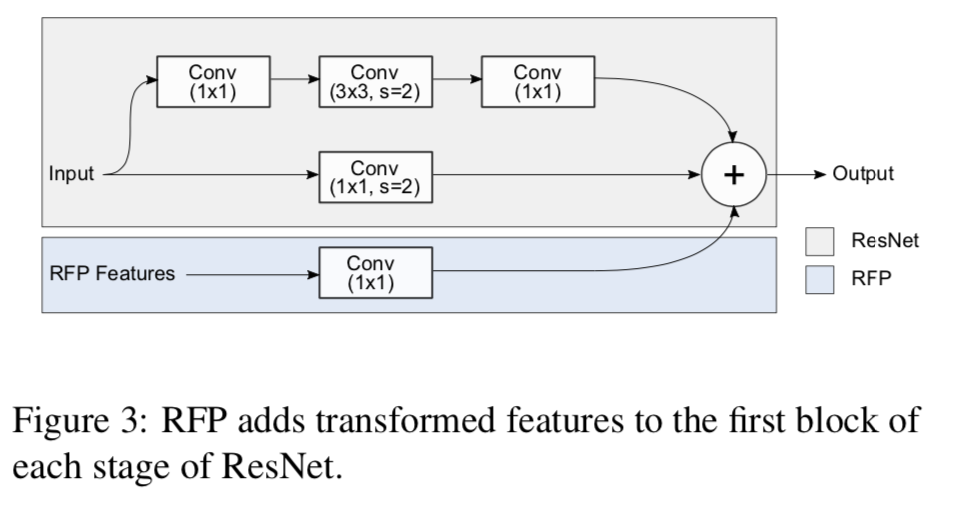 Conv
(1x1)
Conv
(3x3, s=2)
Conv
(1x1)
Input
Conv
(1x1, s=2)
+
Output
RFP Features
Conv
(1x1)
ResNet
RFP
Figure 3: RFP adds transformed features to the first block of
each stage of ResNet.